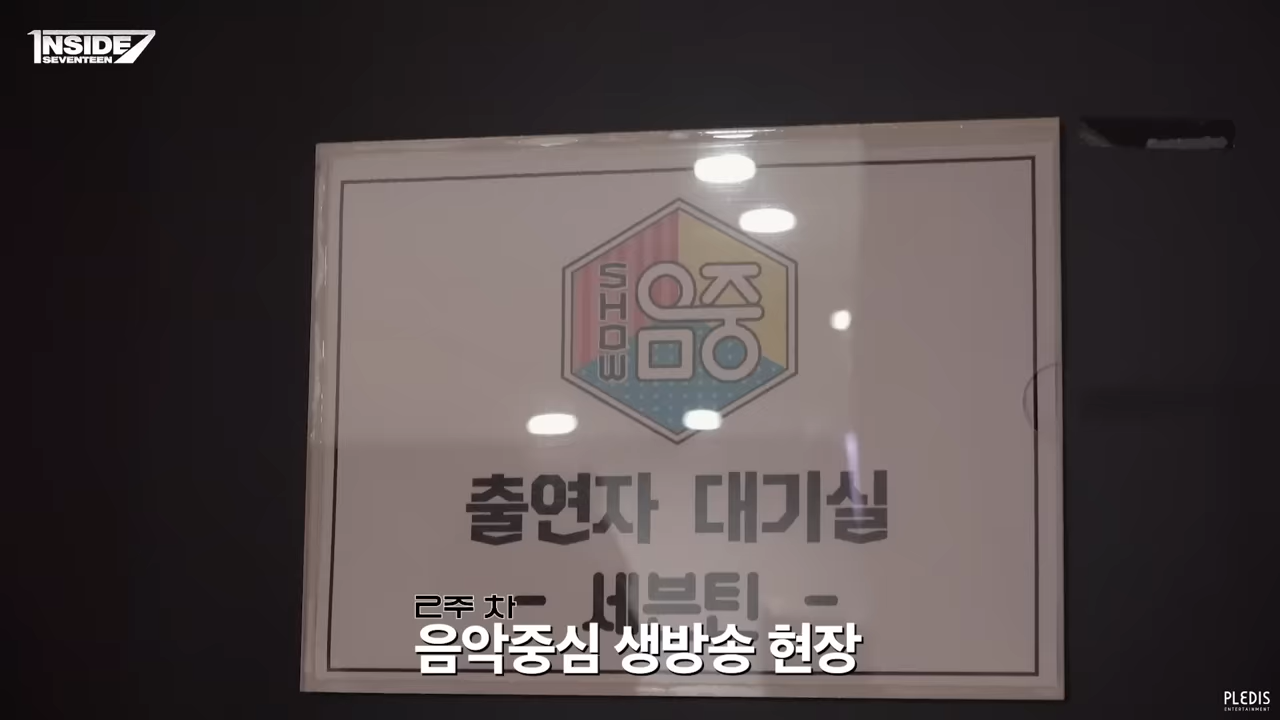 INSIDE
SEVENTEEN
7
SHOW
음중
출연자 대기실
- 세븐틴 -
2주 차
음악중심 생방송 현장
PLEDIS
ENTERTAINMENT